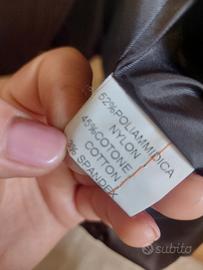 52%POLIAMMIDICA
NYLON
45%COTONE
COTTON
3% SPANDEX
subito